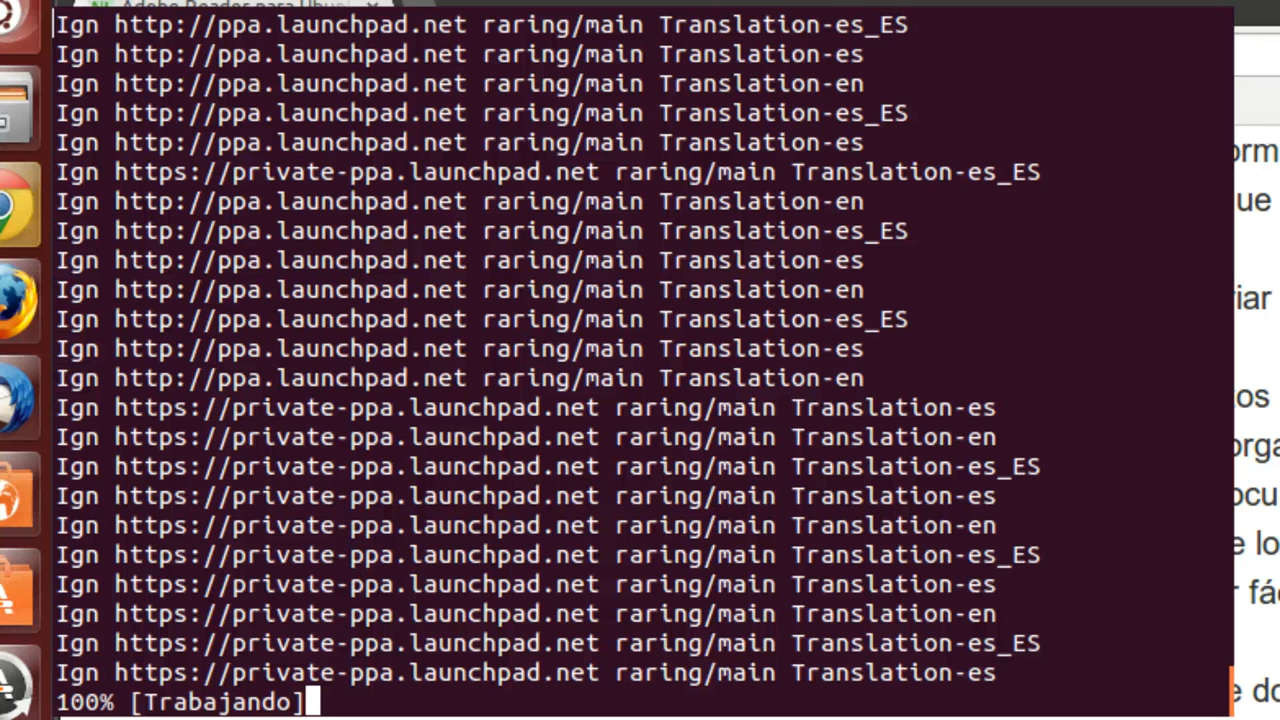 Adobe Reader para Ubu
Ign http://ppa.launchpad.net raring/main Translation-es_ES
Ign http://ppa.launchpad.net raring/main Translation-es
Ign http://ppa.launchpad.net raring/main Translation-en
Ign http://ppa.launchpad.net raring/main Translation-es_ES
Ign http://ppa.launchpad.net raring/main Translation-es
Ign https://private-ppa.launchpad.net raring/main Translation-es_ES
Ign http://ppa.launchpad.net raring/main Translation-en
Ign http://ppa.launchpad.net raring/main Translation-es_ES
Ign http://ppa.launchpad.net raring/main Translation-es
Ign http://ppa.launchpad.net raring/main Translation-en
Ign http://ppa.launchpad.net raring/main Translation-es_ES
Ign http://ppa.launchpad.net raring/main Translation-es
Ign http://ppa.launchpad.net raring/main Translation-en
Ign https://private-ppa.launchpad.net raring/main Translation-es
Ign https://private-ppa.launchpad.net raring/main Translation-en
Ign https://private-ppa.launchpad.net raring/main Translation-es_ES
Ign https://private-ppa.launchpad.net raring/main Translation-es
Ign https://private-ppa.launchpad.net raring/main Translation-en
Ign https://private-ppa.launchpad.net raring/main Translation-es_ES
Ign https://private-ppa.launchpad.net raring/main Translation-es
Ign https://private-ppa.launchpad.net raring/main Translation-en
Ign https://private-ppa.launchpad.net raring/main Translation-es_ES
Ign https://private-ppa.launchpad.net raring/main Translation-es
100% [Trabajando]